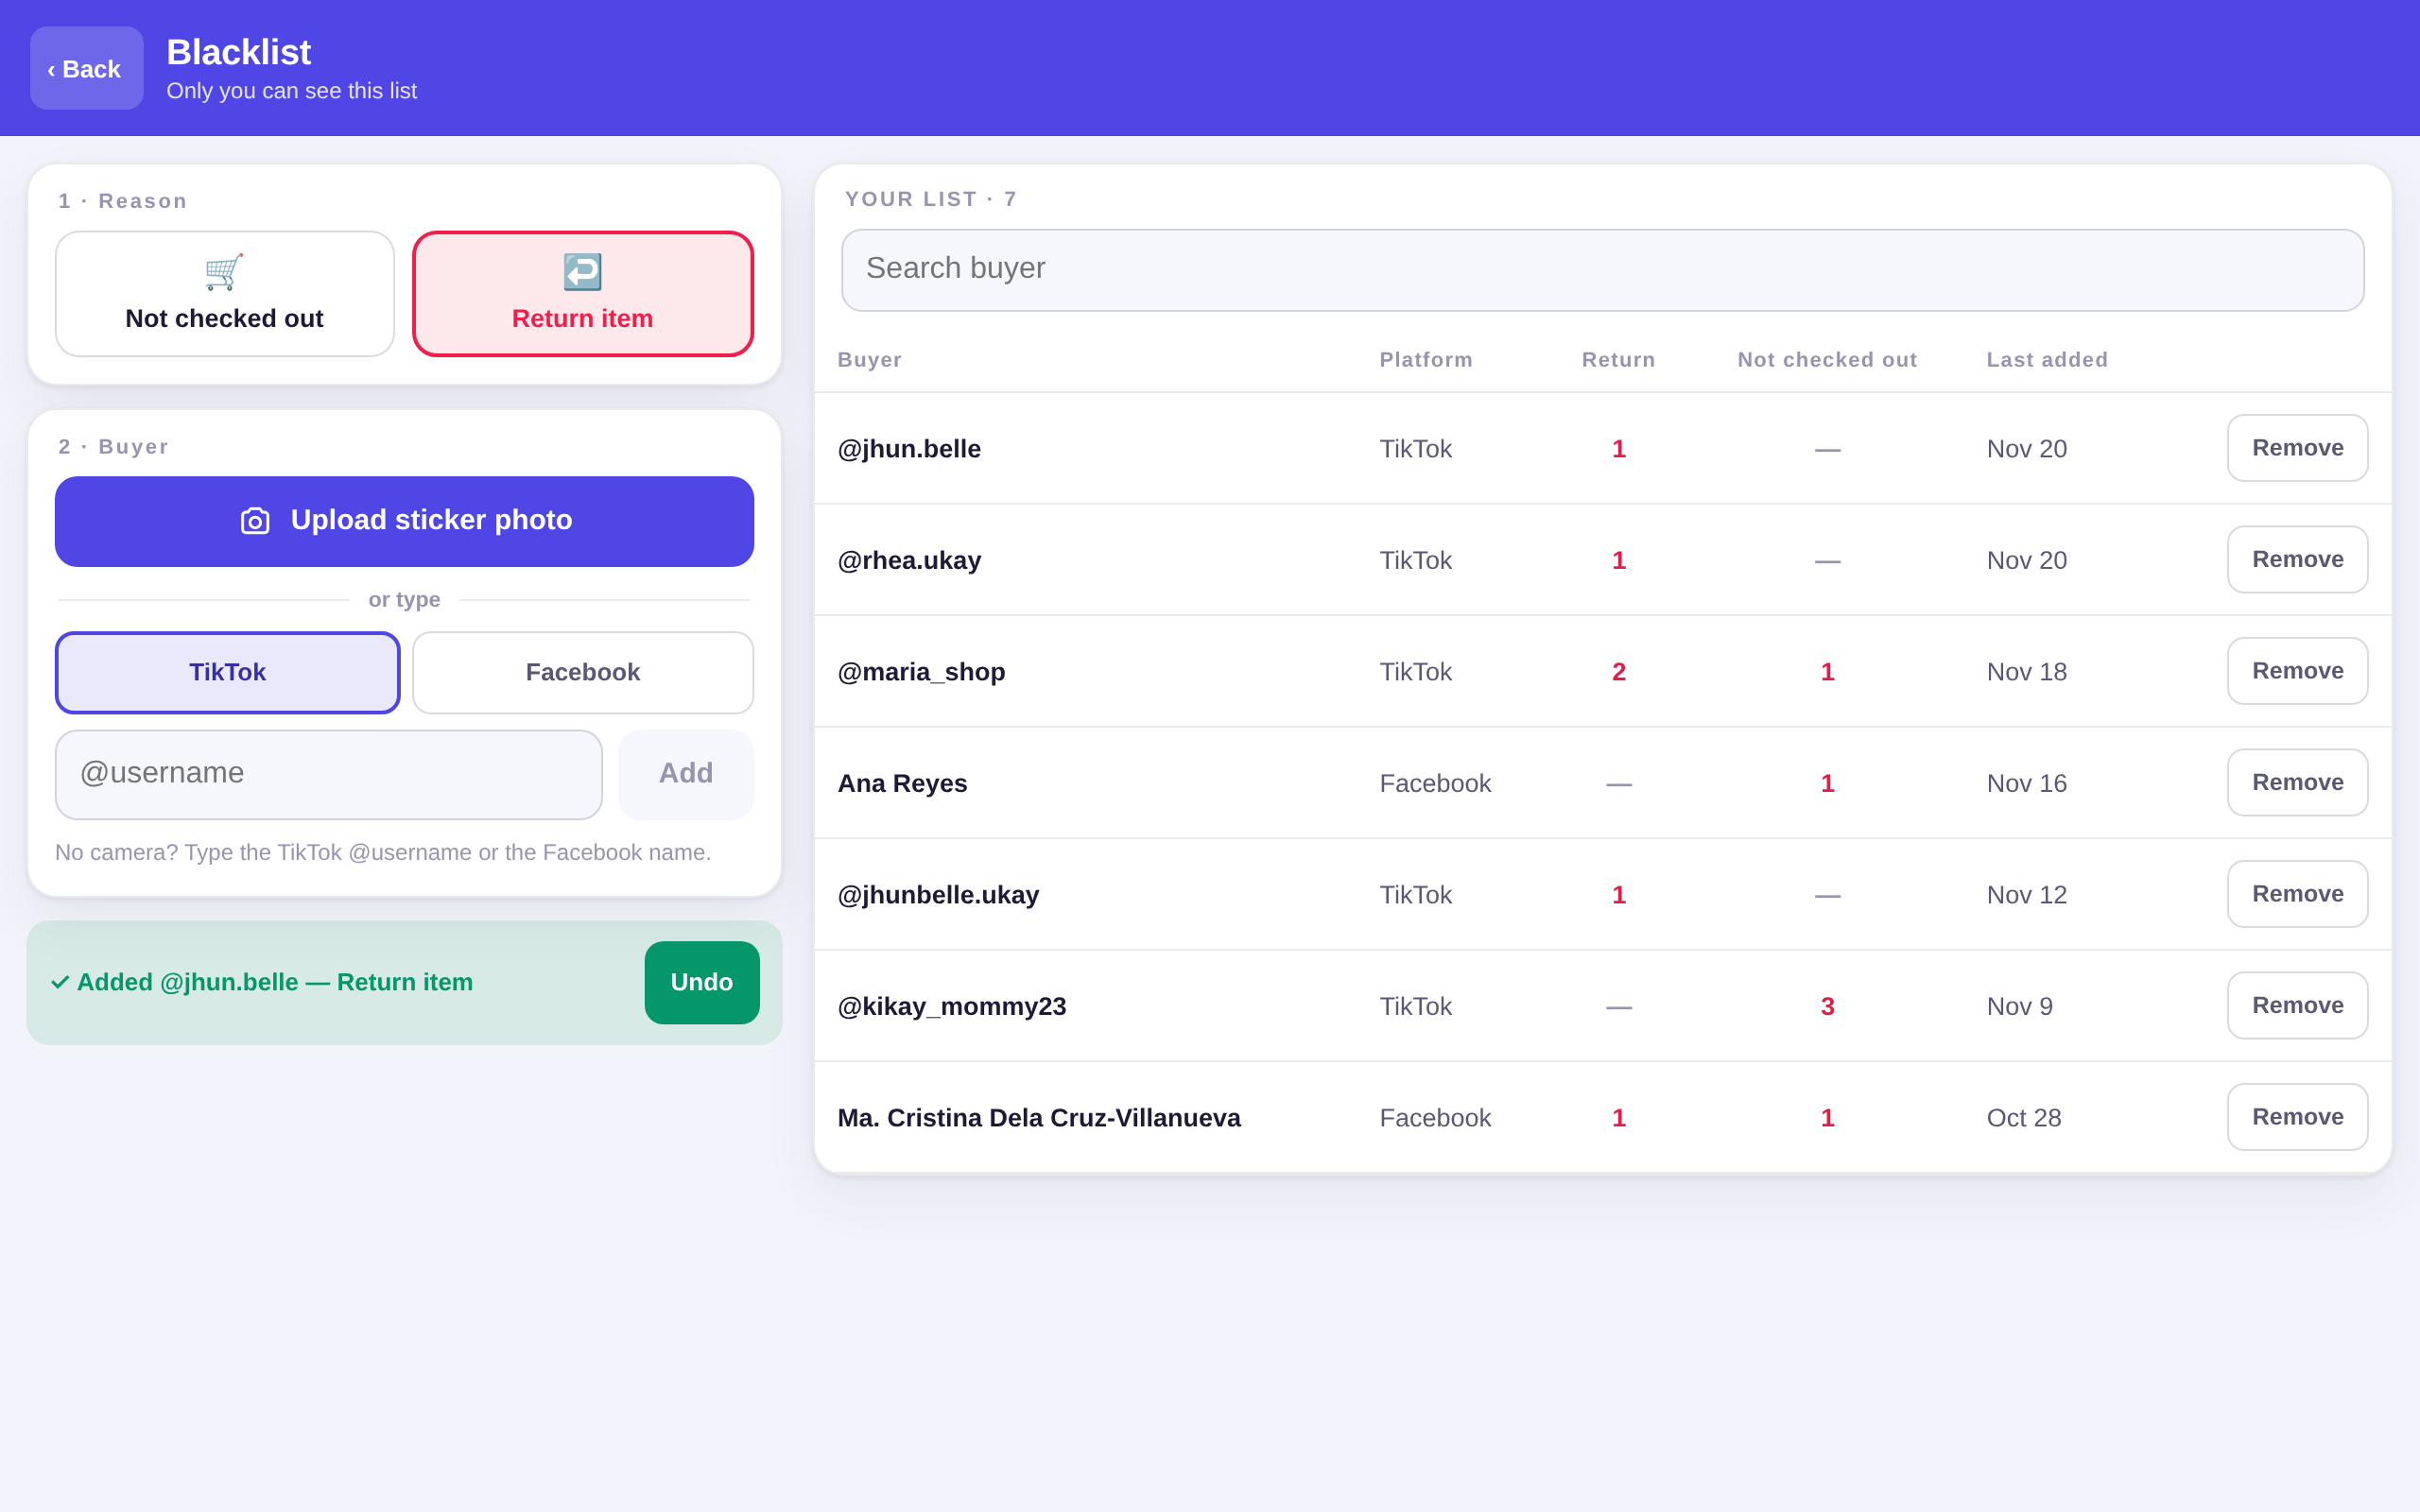 ‹ Back
Blacklist
Only you can see this list
1 · Reason
Not checked out
Return item
2 · Buyer
Upload sticker photo
or type
TikTok
Facebook
@username
Add
No camera? Type the TikTok @username or the Facebook name.
✓ Added @jhun.belle — Return item
Undo
YOUR LIST · 7
Search buyer
Buyer Platform Return Not checked out Last added
@jhun.belle TikTok 1 — Nov 20 Remove
@rhea.ukay TikTok 1 — Nov 20 Remove
@maria_shop TikTok 2 1 Nov 18 Remove
Ana Reyes Facebook — 1 Nov 16 Remove
@jhunbelle.ukay TikTok 1 — Nov 12 Remove
@kikay_mommy23 TikTok — 3 Nov 9 Remove
Ma. Cristina Dela Cruz-Villanueva Facebook 1 1 Oct 28 Remove